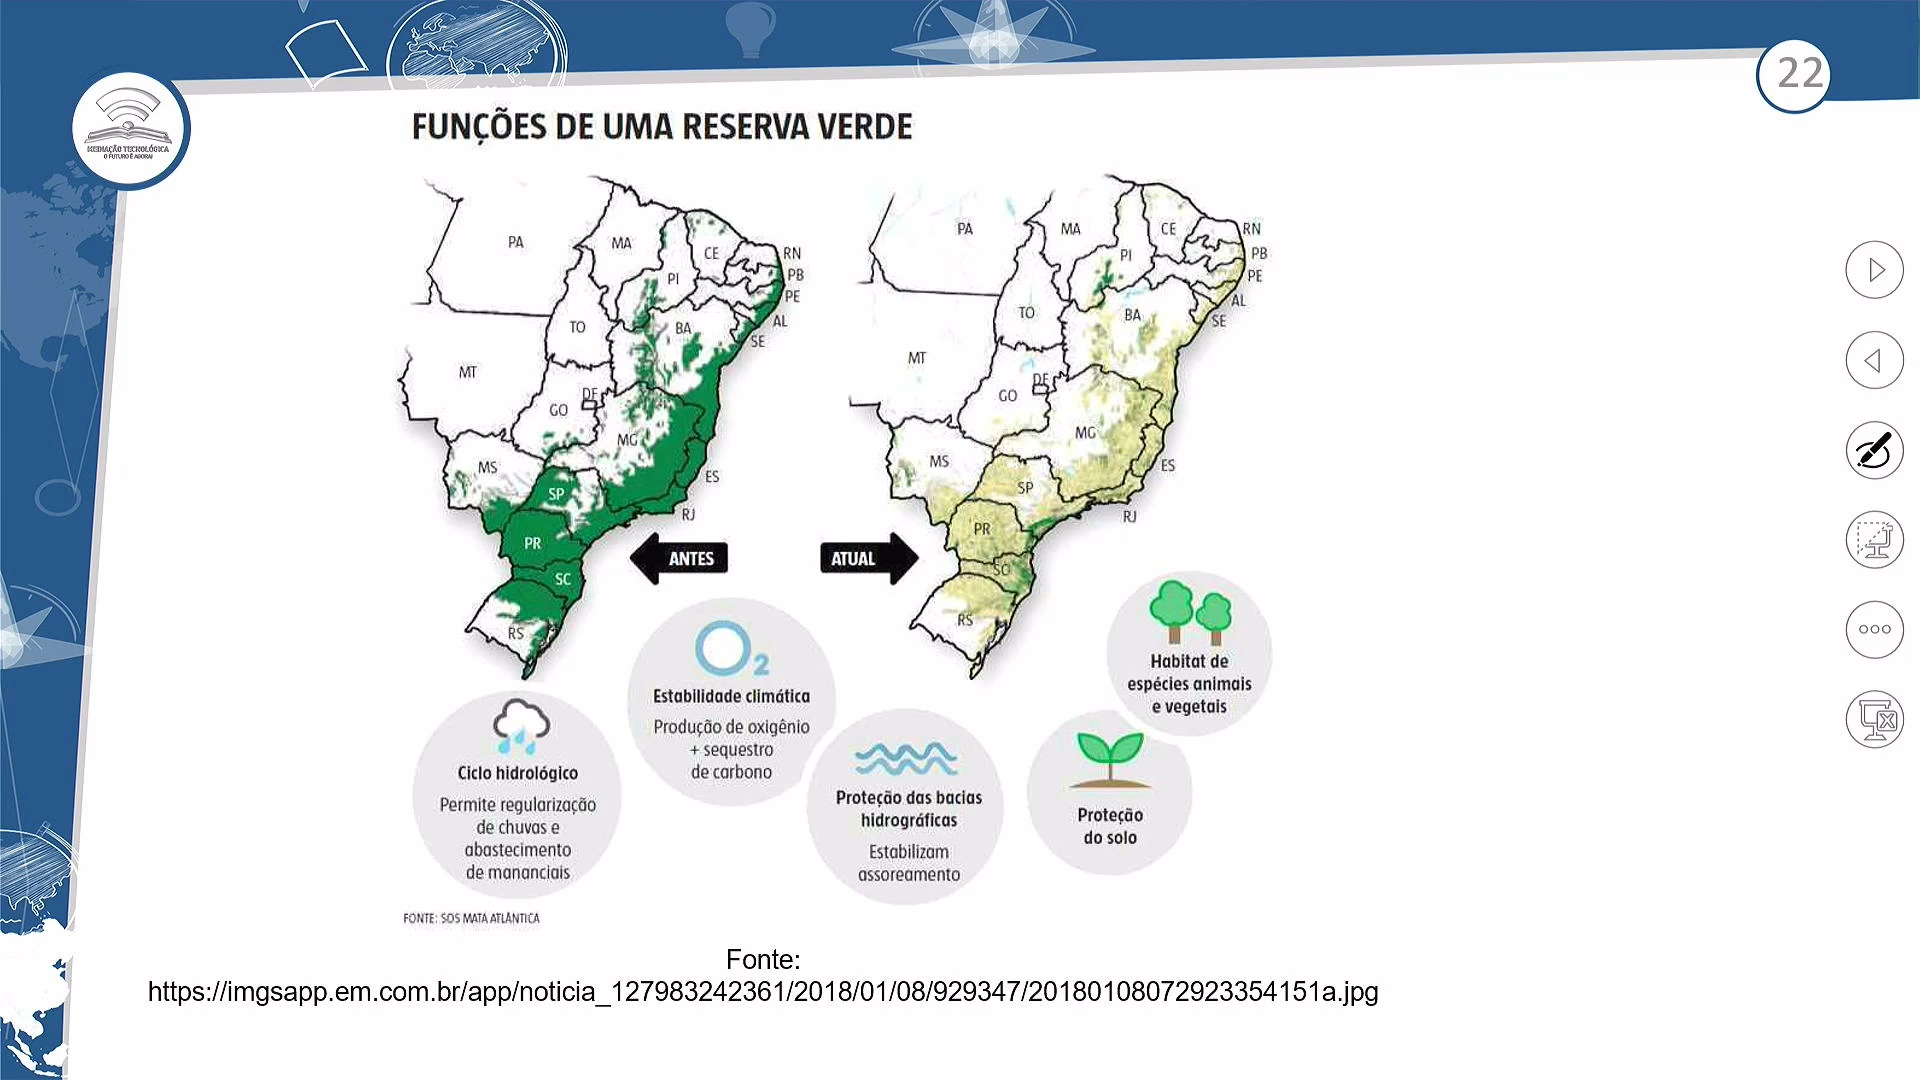 22
MEDIAÇÃO TECNOLÓGICA
O FUTURO É AGORA!
FUNÇÕES DE UMA RESERVA VERDE
PA
MA
CE
RN
PB
PE
AL
SE
PI
TO
BA
MT
DF
GO
MG
MS
ES
SP
RJ
PR
SC
RS
PA
MA
CE
RN
PB
PE
AL
SE
PI
TO
BA
MT
DF
GO
MG
MS
ES
SP
RJ
PR
SC
RS
ANTES
ATUAL
Ciclo hidrológico
Permite regularização
de chuvas e
abastecimento
de mananciais
O2
Estabilidade climática
Produção de oxigênio
+ sequestro
de carbono
Proteção das bacias
hidrográficas
Estabilizam
assoreamento
Proteção
do solo
Habitat de
espécies animais
e vegetais
FONTE: SOS MATA ATLÂNTICA
Fonte:
https://imgsapp.em.com.br/app/noticia_127983242361/2018/01/08/929347/20180108072923354151a.jpg